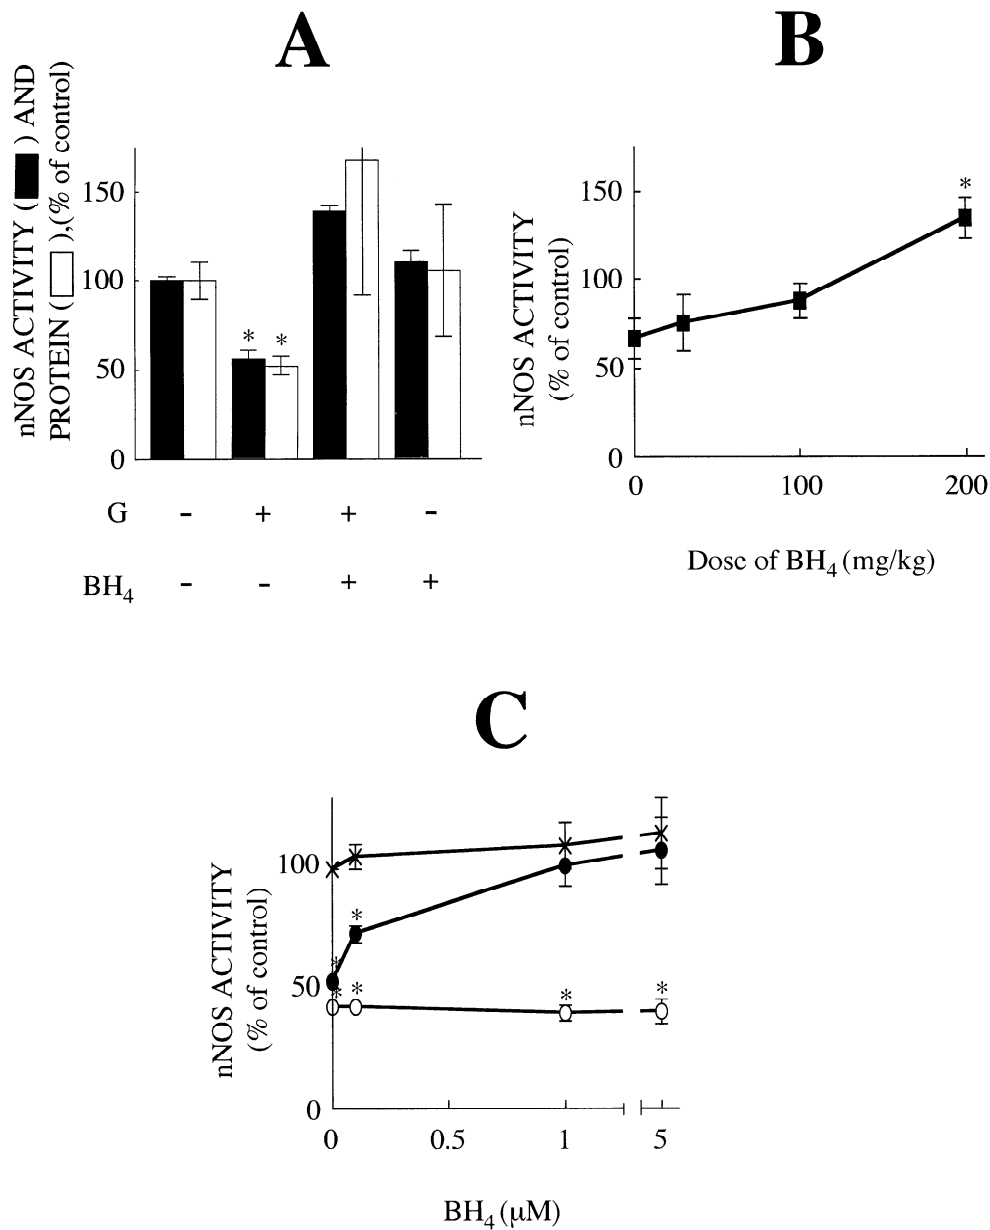 A
nNOS ACTIVITY ( ) AND
PROTEIN ( ),(% of control)
150
100
50
0
* *
G - + + -
BH4 - - + +
B
nNOS ACTIVITY
(% of control)
150
100
50
0
*
0 100 200
Dosc of BH4 (mg/kg)
C
nNOS ACTIVITY
(% of control)
100
50
0
*
*
* * * *
0 0.5 1 5
BH4 (μM)